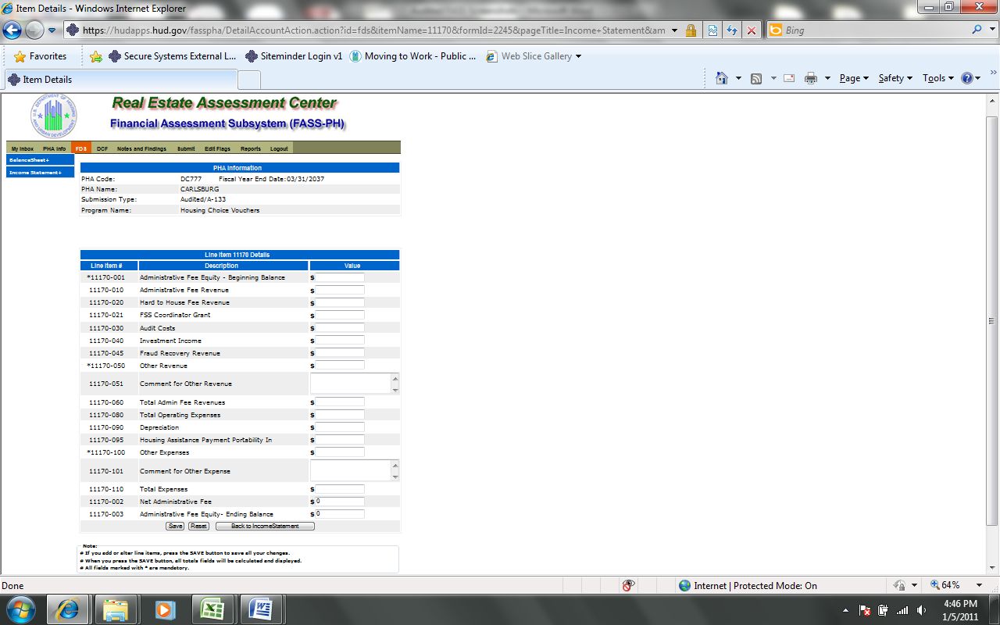 Item Details - Windows Internet Explorer
https://hudapps.hud.gov/fasspha/DetailAccountAction.action?id=fds&itemName=11170&formId=2245&pageTitle=Income+Statement&am
Bing
Favorites Secure Systems External L... Siteminder Login v1 Moving to Work - Public ... Web Slice Gallery
Item Details
Page Safety Tools
Real Estate Assessment Center
Financial Assessment Subsystem (FASS-PH)
My Inbox PHA Info FDS DCF Notes and Findings Submit Edit Flags Reports Logout
BalanceSheet+
Income Statement+
PHA Information
PHA Code: DC777 Fiscal Year End Date:03/31/2037
PHA Name: CARLSBURG
Submission Type: Audited/A-133
Program Name: Housing Choice Vouchers
Line Item 11170 Details
Line Item # Description Value
*11170-001 Administrative Fee Equity - Beginning Balance $
11170-010 Administrative Fee Revenue $
11170-020 Hard to House Fee Revenue $
11170-021 FSS Coordinator Grant $
11170-030 Audit Costs $
11170-040 Investment Income $
11170-045 Fraud Recovery Revenue $
*11170-050 Other Revenue $
11170-051 Comment for Other Revenue
11170-060 Total Admin Fee Revenues $
11170-080 Total Operating Expenses $
11170-090 Depreciation $
11170-095 Housing Assistance Payment Portability In $
*11170-100 Other Expenses $
11170-101 Comment for Other Expense
11170-110 Total Expenses $
11170-002 Net Administrative Fee $ 0
11170-003 Administrative Fee Equity- Ending Balance $ 0
Save Reset Back to IncomeStatement
Note:
# If you add or alter line items, press the SAVE button to save all your changes.
# When you press the SAVE button, all totals fields will be calculated and displayed.
# All fields marked with * are mandatory.
Done Internet | Protected Mode: On 64%
4:46 PM
1/5/2011